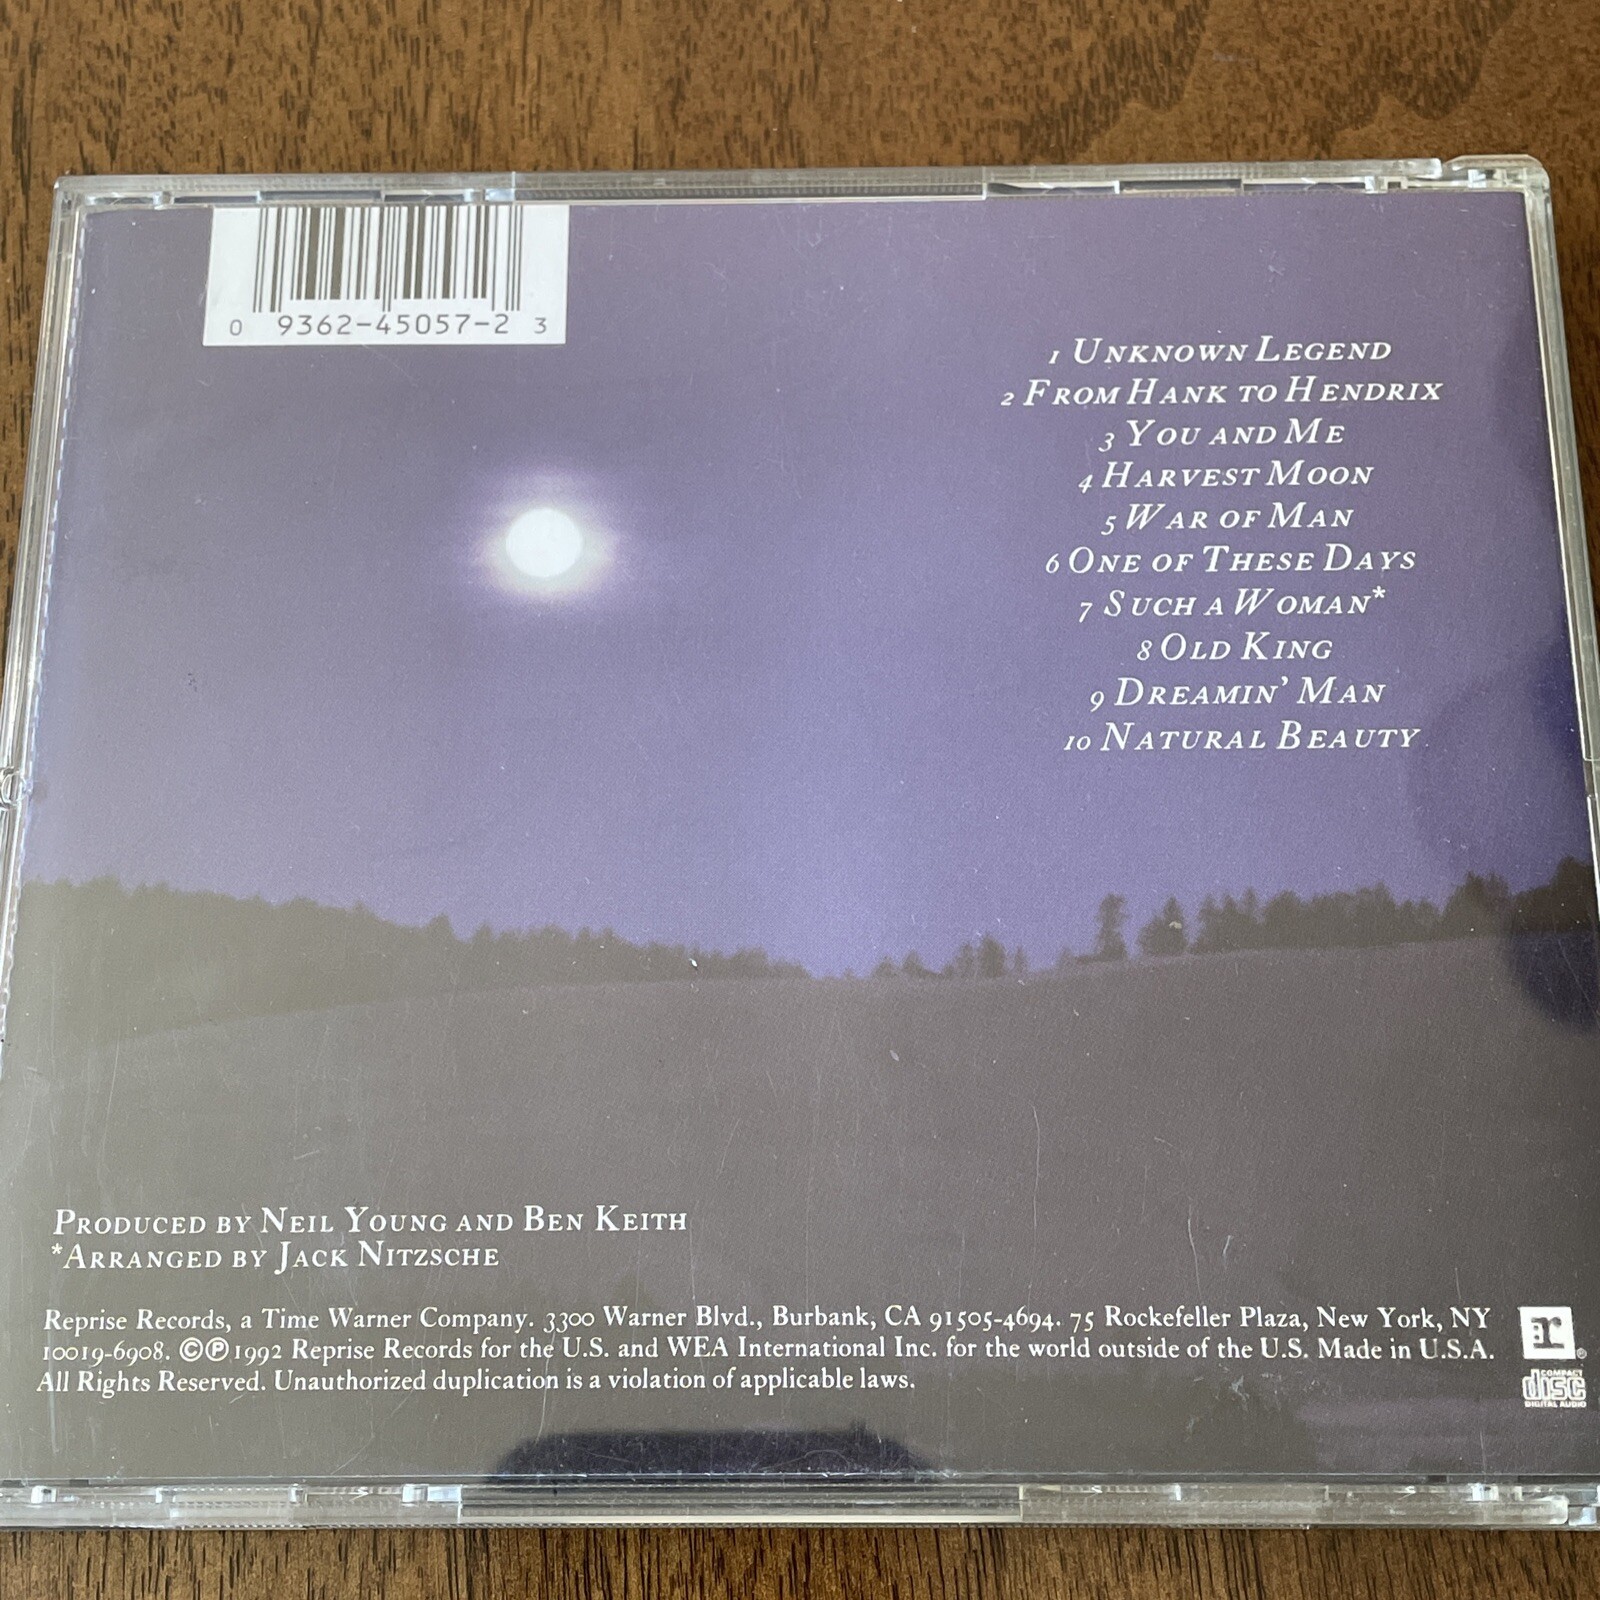 0 9362-45057-2 3
1 Unknown Legend
2 From Hank to Hendrix
3 You and Me
4 Harvest Moon
5 War of Man
6 One of These Days
7 Such a Woman*
8 Old King
9 Dreamin' Man
10 Natural Beauty
Produced by Neil Young and Ben Keith
*Arranged by Jack Nitzsche
Reprise Records, a Time Warner Company. 3300 Warner Blvd., Burbank, CA 91505-4694. 75 Rockefeller Plaza, New York, NY
10019-6908. ©℗1992 Reprise Records for the U.S. and WEA International Inc. for the world outside of the U.S. Made in U.S.A.
All Rights Reserved. Unauthorized duplication is a violation of applicable laws.
r®
COMPACT
disc
DIGITAL AUDIO